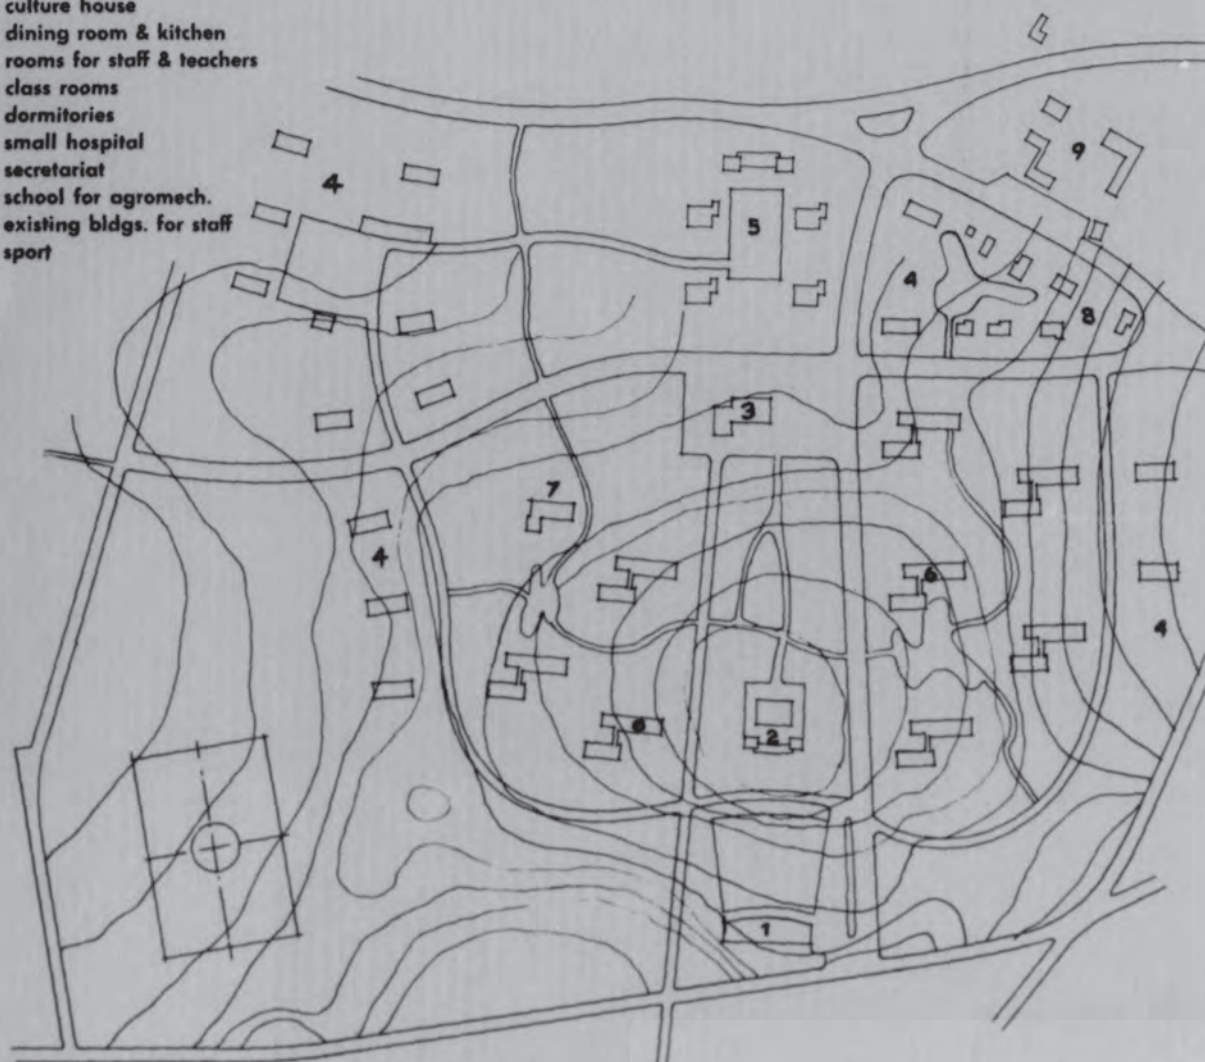 culture house
dining room & kitchen
rooms for staff & teachers
class rooms
dormitories
small hospital
secretariat
school for agromech.
existing bldgs. for staff
sport
4
9
5
4
8
3
7
4
6
4
6
2
1